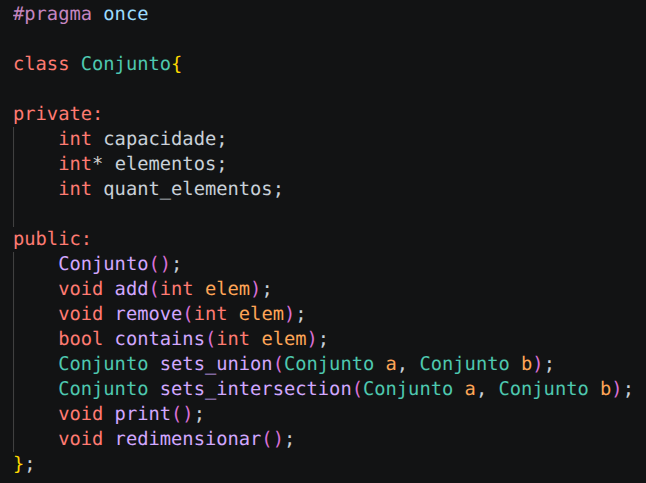 #pragma once
class Conjunto{
private:
int capacidade;
int* elementos;
int quant_elementos;
public:
Conjunto();
void add(int elem);
void remove(int elem);
bool contains(int elem);
Conjunto sets_union(Conjunto a, Conjunto b);
Conjunto sets_intersection(Conjunto a, Conjunto b);
void print();
void redimensionar();
};